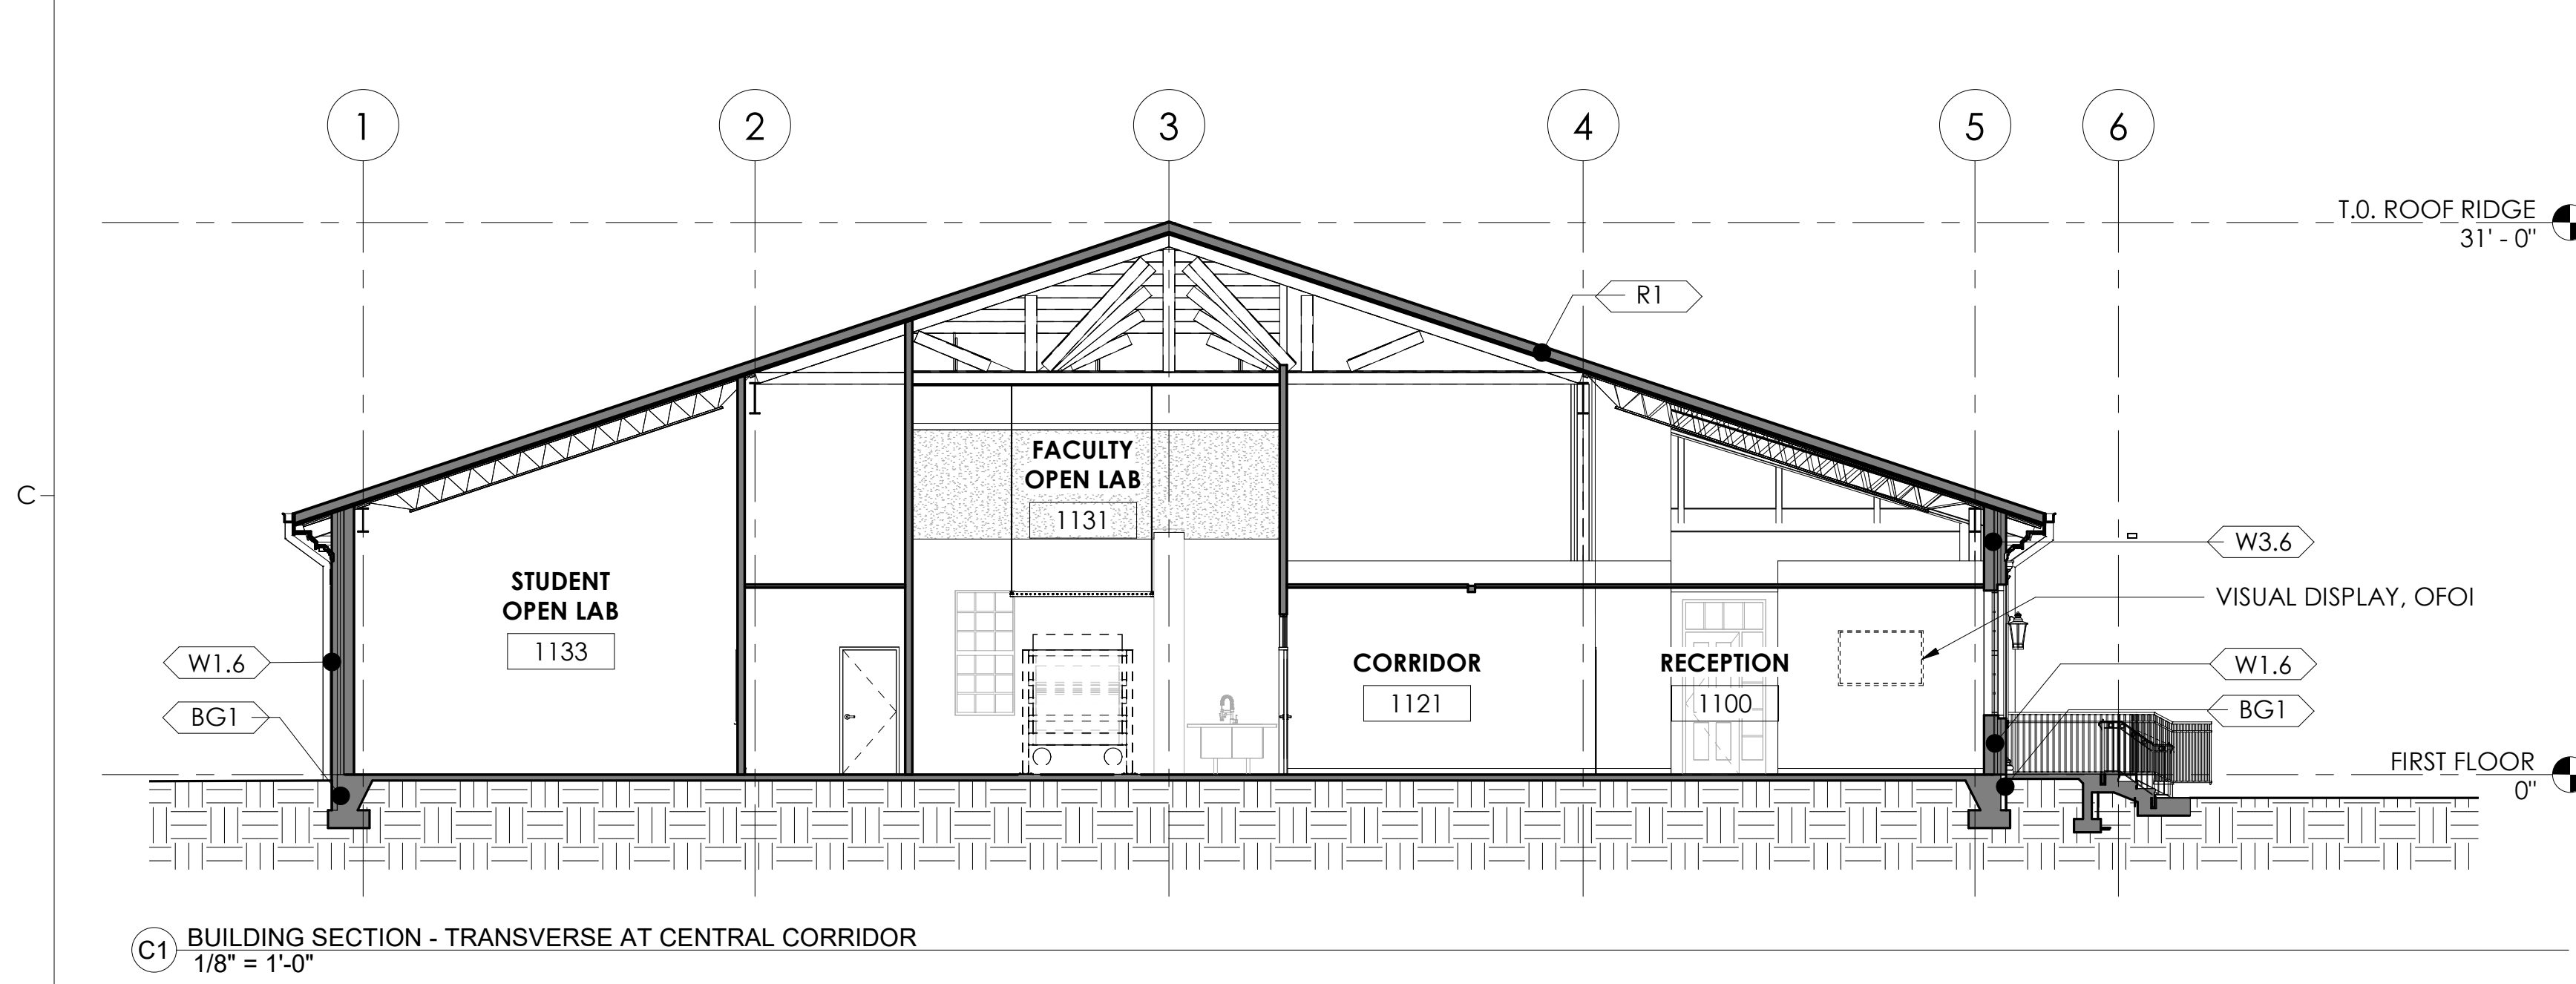 1
2
3
4
5
6
T.0. ROOF RIDGE
31' - 0"
R1
C
FACULTY
OPEN LAB
1131
W3.6
STUDENT
OPEN LAB
1133
VISUAL DISPLAY, OFOI
W1.6
CORRIDOR
1121
RECEPTION
1100
W1.6
BG1
BG1
FIRST FLOOR
0"
C1
BUILDING SECTION - TRANSVERSE AT CENTRAL CORRIDOR
1/8" = 1'-0"